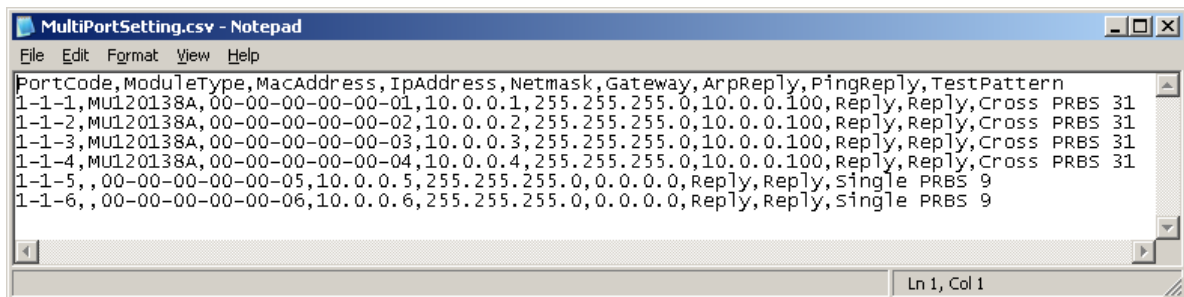 MultiPortSetting.csv - Notepad
File Edit Format View Help
PortCode,ModuleType,MacAddress,IpAddress,Netmask,Gateway,ArpReply,PingReply,TestPattern
1-1-1,MU120138A,00-00-00-00-00-01,10.0.0.1,255.255.255.0,10.0.0.100,Reply,Reply,Cross PRBS 31
1-1-2,MU120138A,00-00-00-00-00-02,10.0.0.2,255.255.255.0,10.0.0.100,Reply,Reply,Cross PRBS 31
1-1-3,MU120138A,00-00-00-00-00-03,10.0.0.3,255.255.255.0,10.0.0.100,Reply,Reply,Cross PRBS 31
1-1-4,MU120138A,00-00-00-00-00-04,10.0.0.4,255.255.255.0,10.0.0.100,Reply,Reply,Cross PRBS 31
1-1-5,,00-00-00-00-00-05,10.0.0.5,255.255.255.0,0.0.0.0,Reply,Reply,Single PRBS 9
1-1-6,,00-00-00-00-00-06,10.0.0.6,255.255.255.0,0.0.0.0,Reply,Reply,Single PRBS 9
Ln 1, Col 1